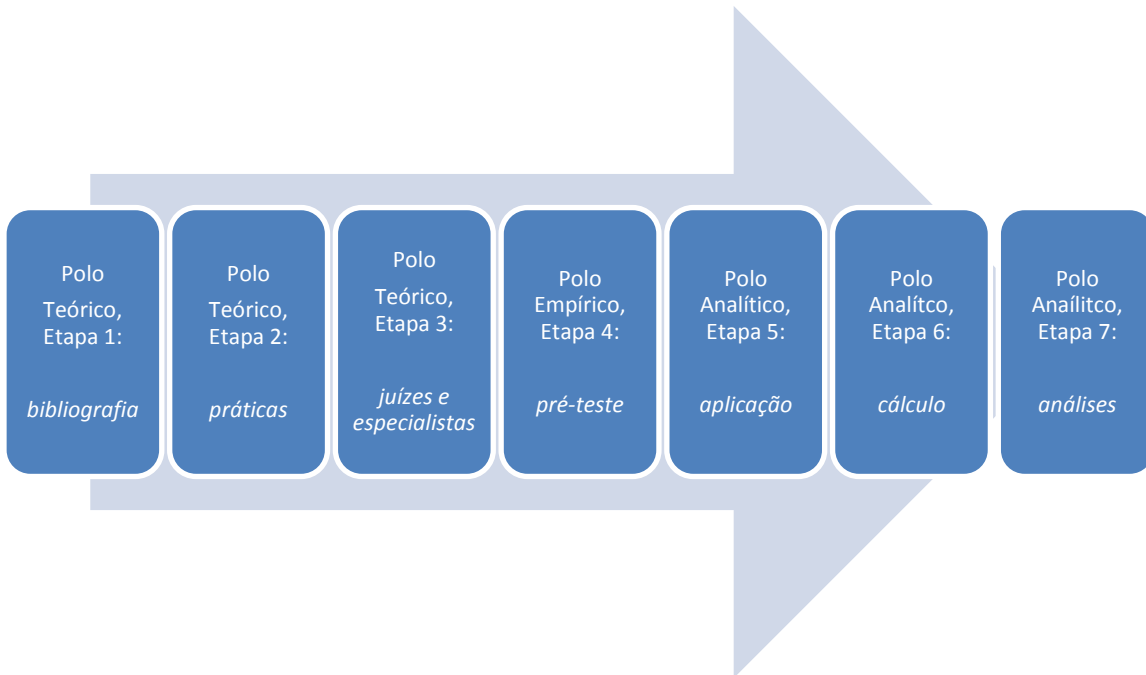 Polo
Teórico,
Etapa 1:
bibliografia
Polo
Teórico,
Etapa 2:
práticas
Polo
Teórico,
Etapa 3:
juízes e
especialistas
Polo
Empírico,
Etapa 4:
pré-teste
Polo
Analítico,
Etapa 5:
aplicação
Polo
Analítco,
Etapa 6:
cálculo
Polo
Anaílitco,
Etapa 7:
análises